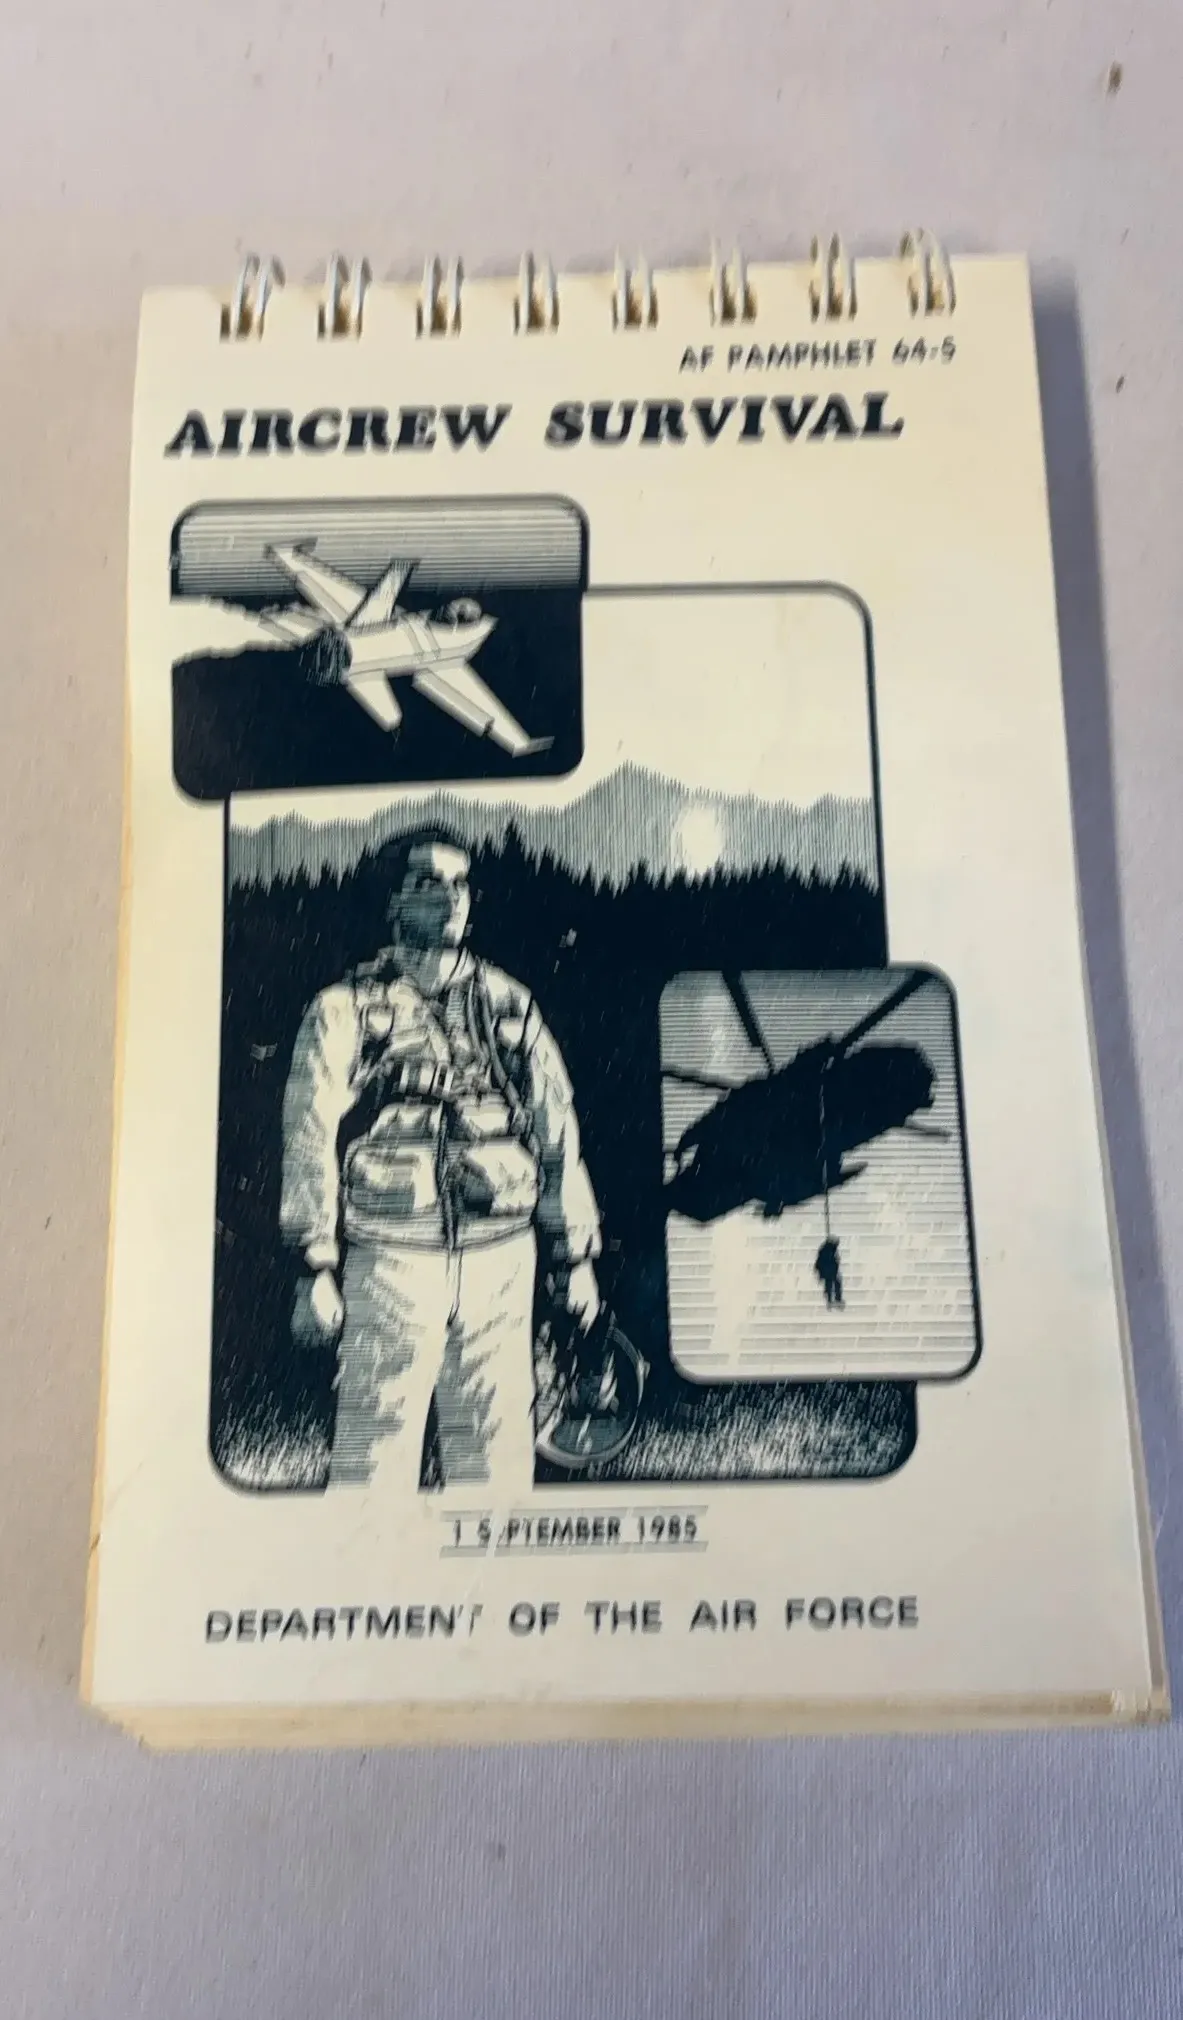 AF PAMPHLET 64-5
AIRCREW SURVIVAL
1 S PTEMBER 1985
DEPARTMENT OF THE AIR FORCE